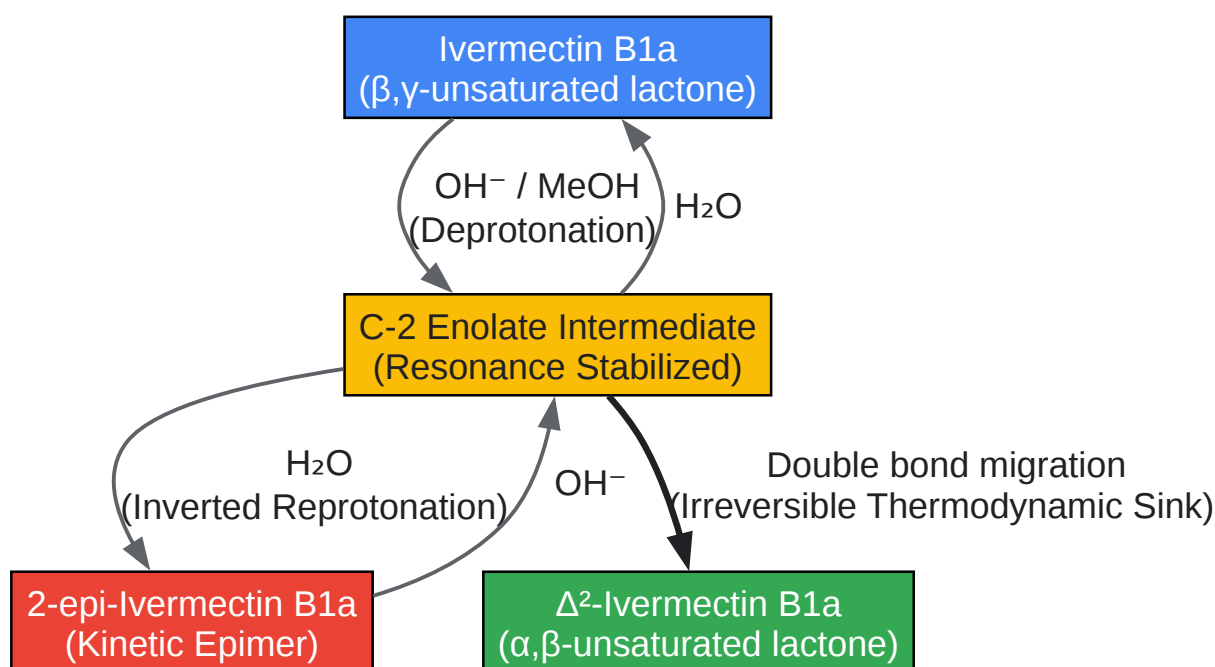 Ivermectin B1a
(β,γ-unsaturated lactone)
OH⁻ / MeOH
(Deprotonation)
H₂O
C-2 Enolate Intermediate
(Resonance Stabilized)
H₂O
(Inverted Reprotonation)
OH⁻
Double bond migration
(Irreversible Thermodynamic Sink)
2-epi-Ivermectin B1a
(Kinetic Epimer)
Δ²-Ivermectin B1a
(α,β-unsaturated lactone)